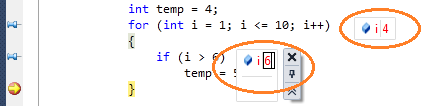 int temp = 4;
for (int i = 1; i <= 10; i++)
i 4
{
if (i > 6)
i 6
temp = 5
}